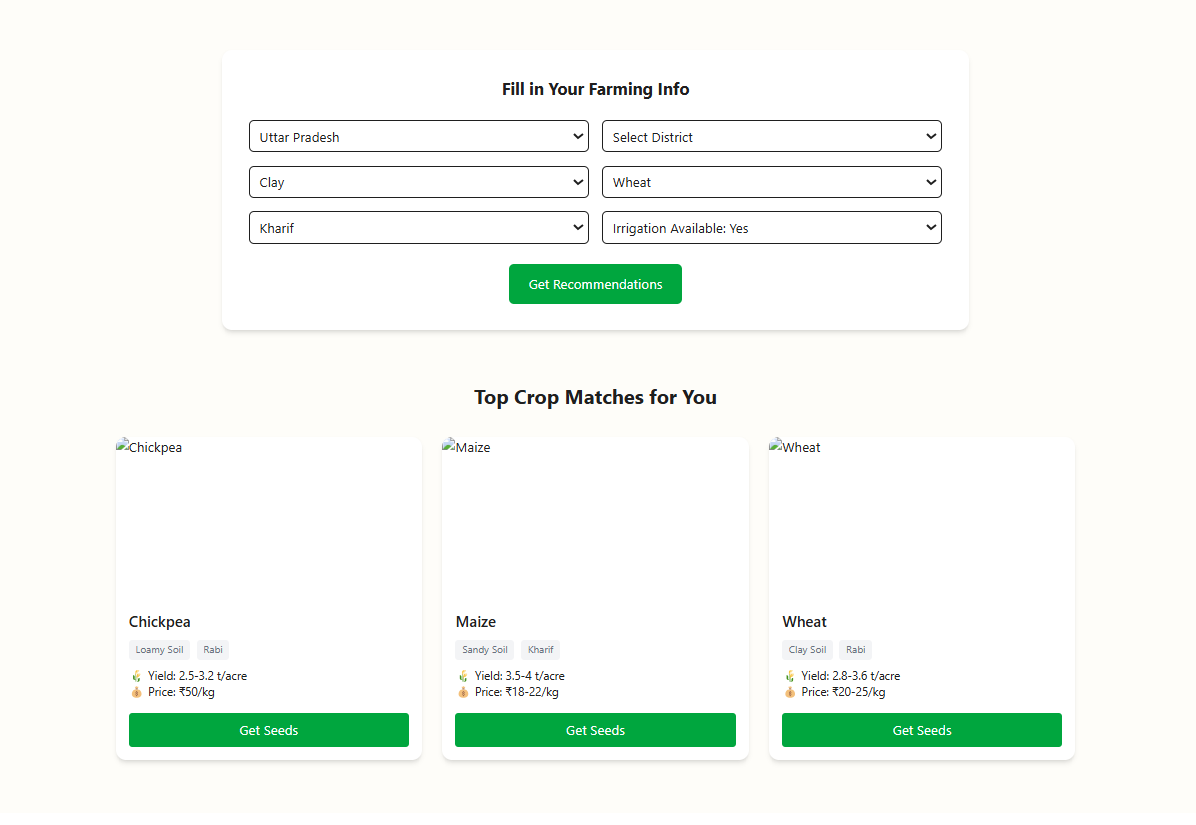 Fill in Your Farming Info
Uttar Pradesh Select District
Clay Wheat
Kharif Irrigation Available: Yes
Get Recommendations
Top Crop Matches for You
Chickpea Maize Wheat
Chickpea Maize Wheat
Loamy Soil Rabi Sandy Soil Kharif Clay Soil Rabi
Yield: 2.5-3.2 t/acre Yield: 3.5-4 t/acre Yield: 2.8-3.6 t/acre
Price: ₹50/kg Price: ₹18-22/kg Price: ₹20-25/kg
Get Seeds Get Seeds Get Seeds